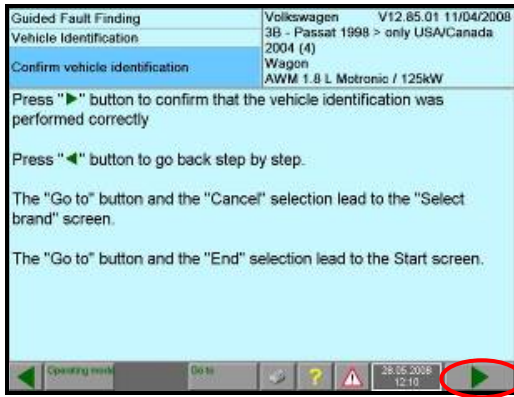 Guided Fault Finding
Vehicle Identification
Confirm vehicle identification
Volkswagen V12.85.01 11/04/2008
3B - Passat 1998 > only USA/Canada
2004 (4)
Wagon
AWM 1.8 L Motronic / 125kW
Press "▶" button to confirm that the vehicle identification was
performed correctly
Press "◀" button to go back step by step.
The "Go to" button and the "Cancel" selection lead to the "Select
brand" screen.
The "Go to" button and the "End" selection lead to the Start screen.
Operating mode
Go to
?
28.05.2008
12:10